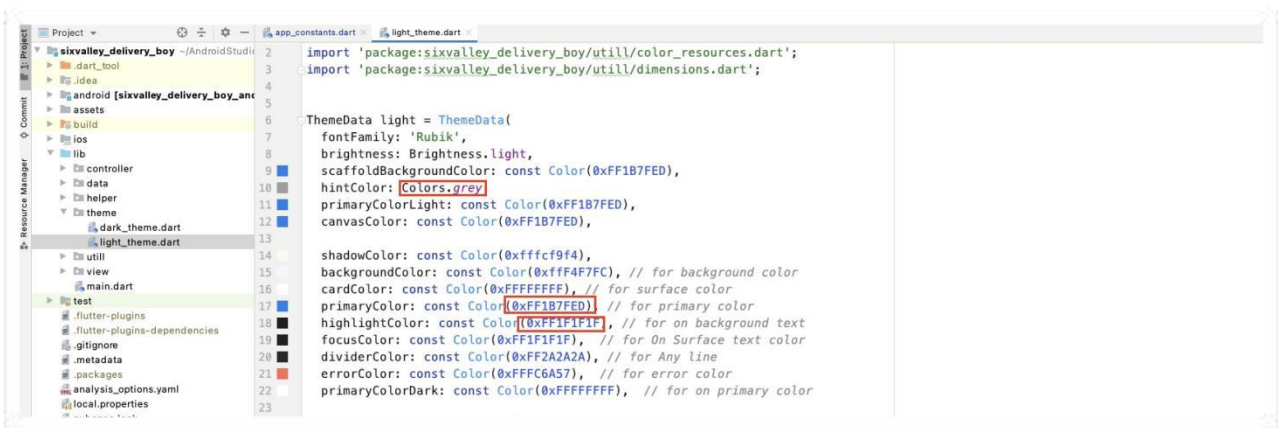 Project
app_constants.dart
light_theme.dart
1: Project
Commit
Resource Manager
sixvalley_delivery_boy ~/AndroidStudi
.dart_tool
.idea
android [sixvalley_delivery_boy_and
assets
build
ios
lib
controller
data
helper
theme
dark_theme.dart
light_theme.dart
utill
view
main.dart
test
.flutter-plugins
.flutter-plugins-dependencies
.gitignore
.metadata
.packages
analysis_options.yaml
local.properties
2 import 'package:sixvalley_delivery_boy/utill/color_resources.dart';
3 import 'package:sixvalley_delivery_boy/utill/dimensions.dart';
4
5
6 ThemeData light = ThemeData(
7 fontFamily: 'Rubik',
8 brightness: Brightness.light,
9 scaffoldBackgroundColor: const Color(0xFF1B7FED),
10 hintColor: Colors.grey
11 primaryColorLight: const Color(0xFF1B7FED),
12 canvasColor: const Color(0xFF1B7FED),
13
14 shadowColor: const Color(0xfffcf9f4),
15 backgroundColor: const Color(0xffF4F7FC), // for background color
16 cardColor: const Color(0xFFFFFFFF), // for surface color
17 primaryColor: const Color(0xFF1B7FED), // for primary color
18 highlightColor: const Color(0xFF1F1F1F), // for on background text
19 focusColor: const Color(0xFF1F1F1F), // for On Surface text color
20 dividerColor: const Color(0xFF2A2A2A), // for Any line
21 errorColor: const Color(0xFFFC6A57), // for error color
22 primaryColorDark: const Color(0xFFFFFFFF), // for on primary color
23